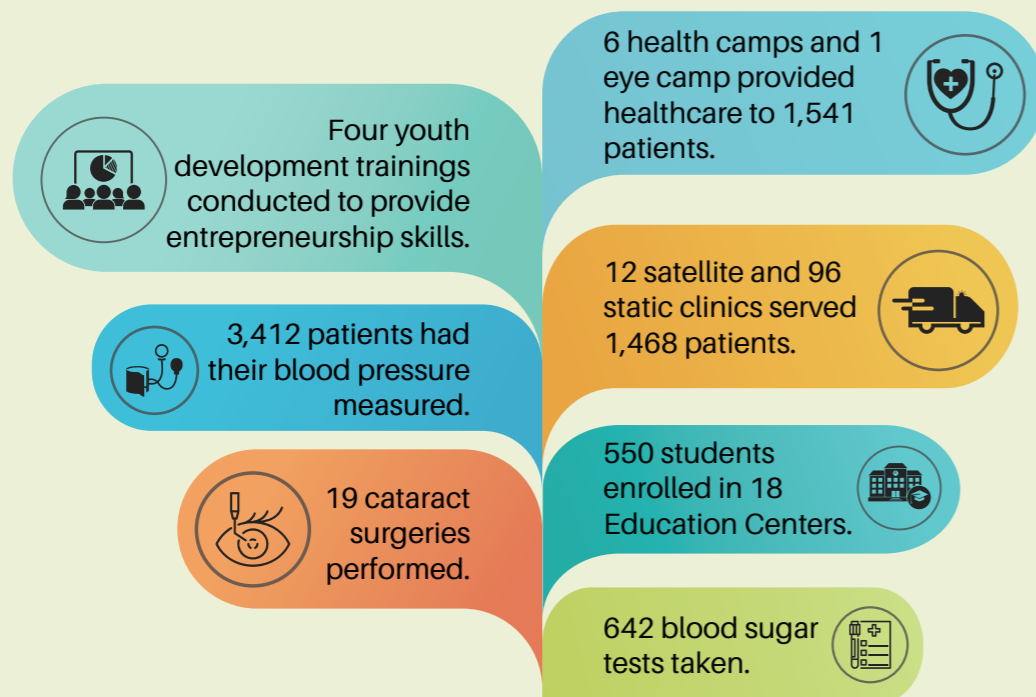 6 health camps and 1
eye camp provided
healthcare to 1,541
patients.
Four youth
development trainings
conducted to provide
entrepreneurship skills.
12 satellite and 96
static clinics served
1,468 patients.
3,412 patients had
their blood pressure
measured.
550 students
enrolled in 18
Education Centers.
19 cataract
surgeries
performed.
642 blood sugar
tests taken.